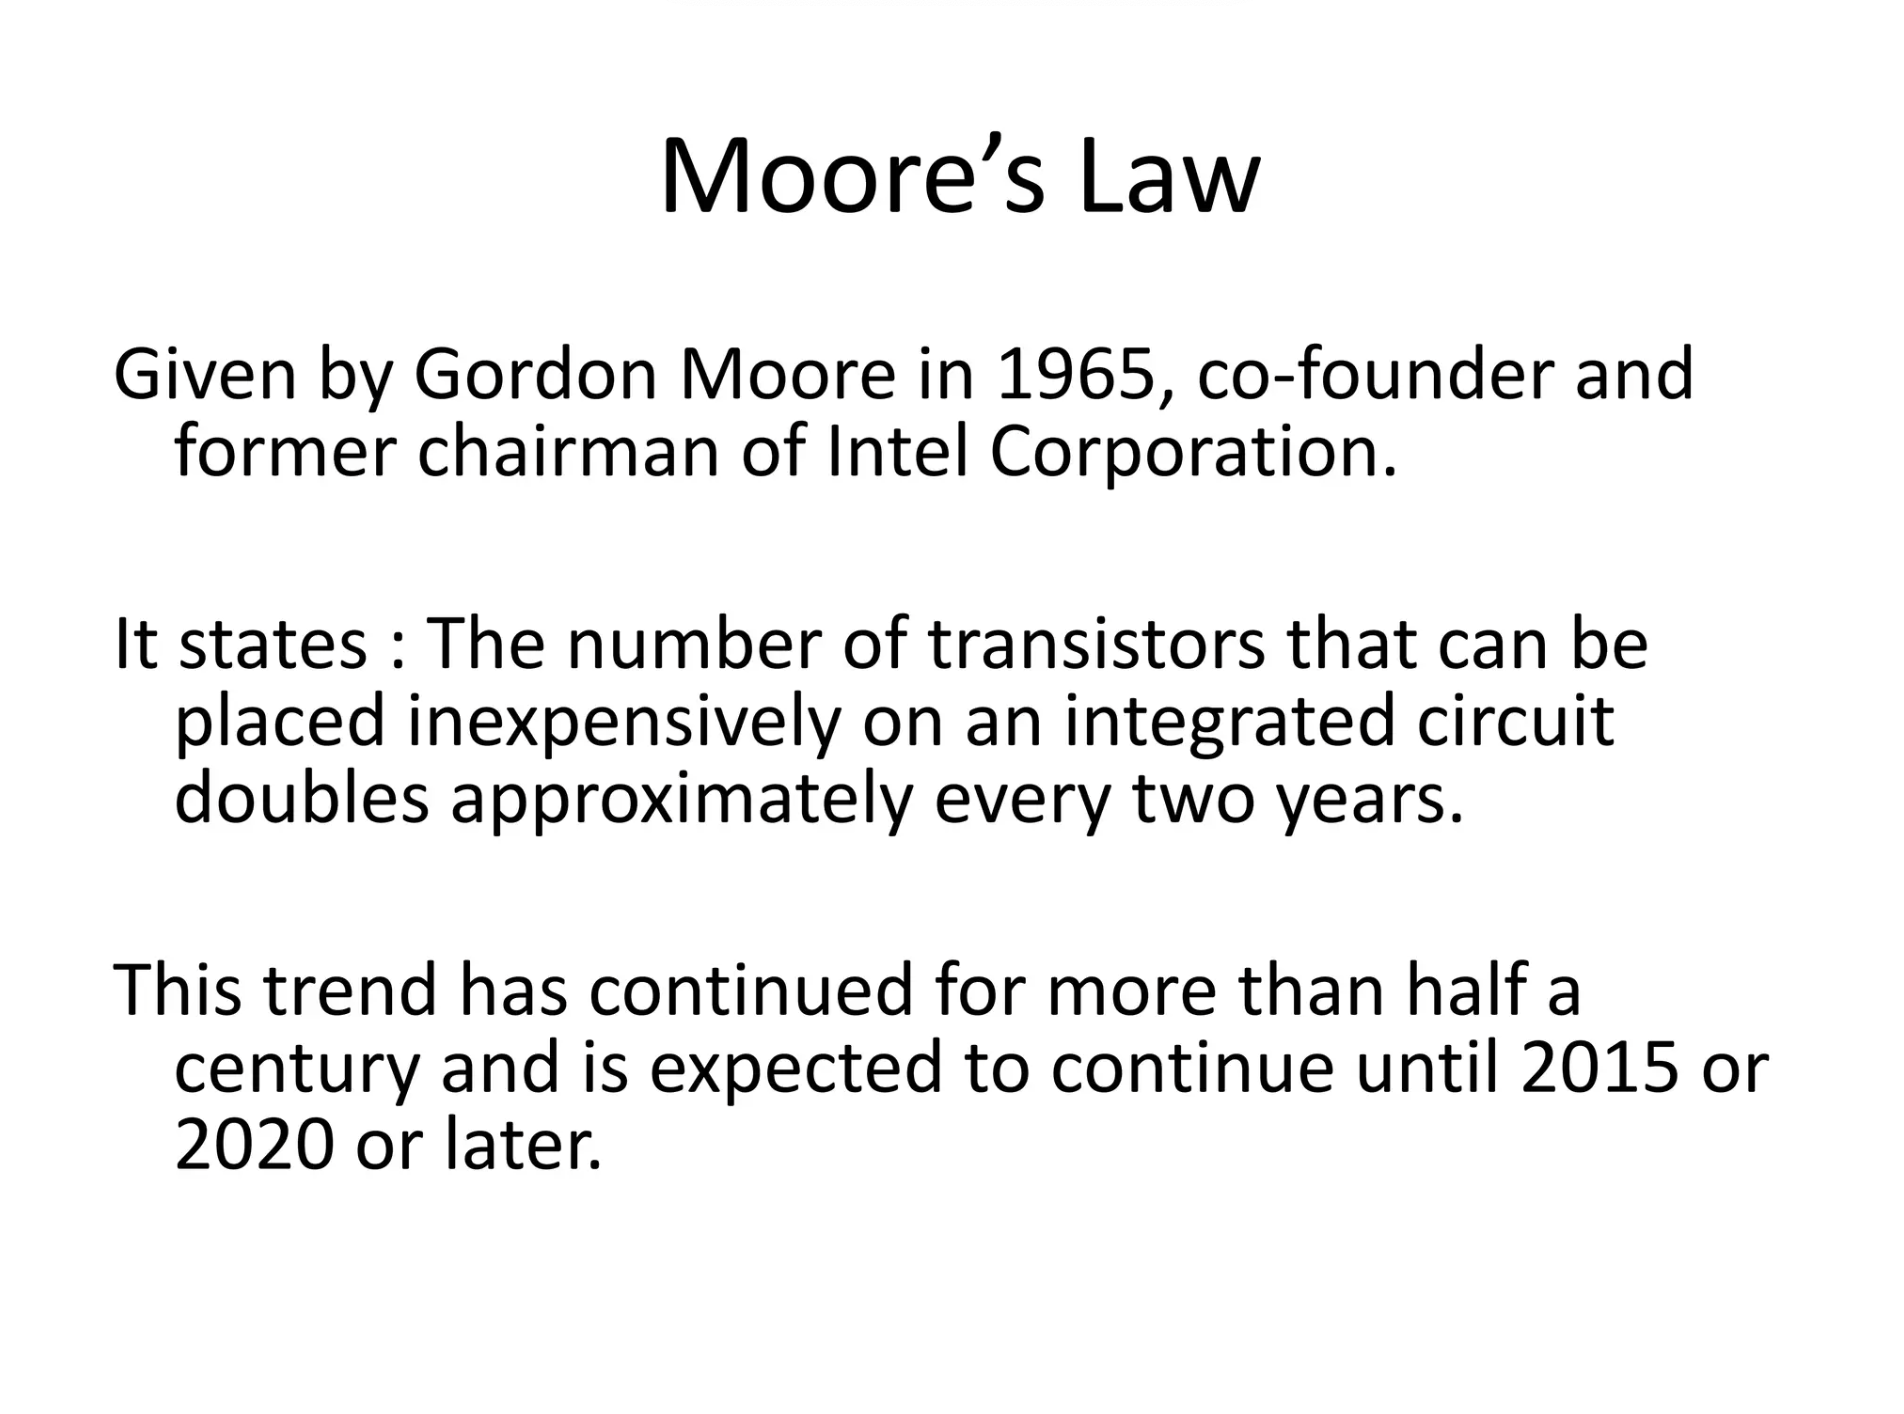 Moore’s Law
Given by Gordon Moore in 1965, co-founder and
former chairman of Intel Corporation.
It states : The number of transistors that can be
placed inexpensively on an integrated circuit
doubles approximately every two years.
This trend has continued for more than half a
century and is expected to continue until 2015 or
2020 or later.